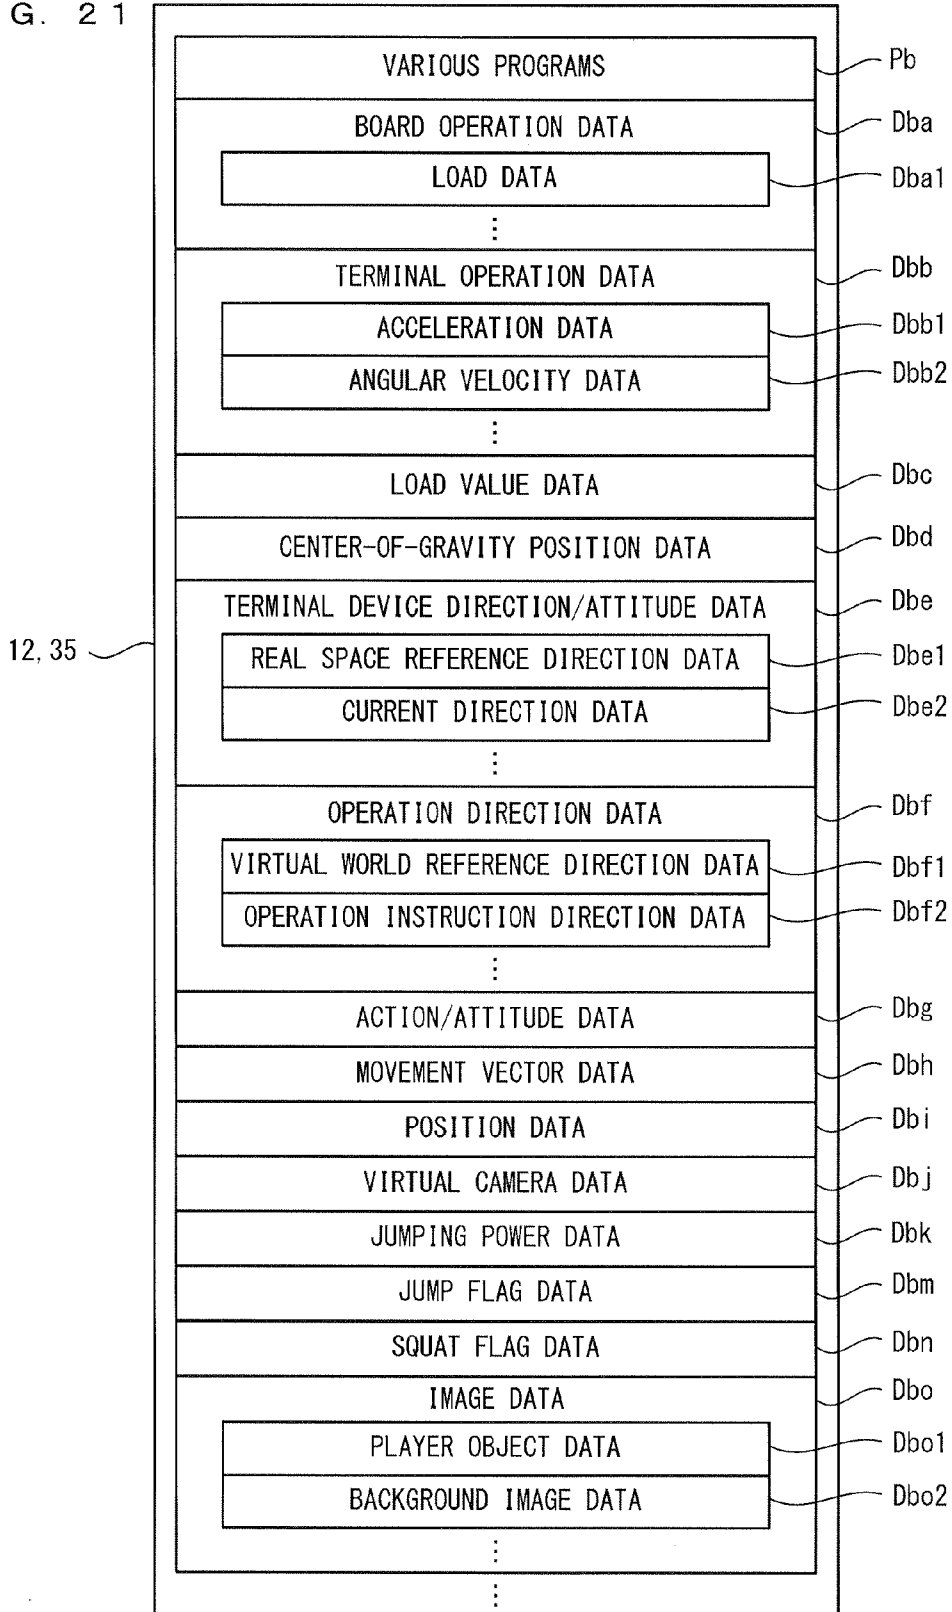 G. 21
VARIOUS PROGRAMS Pb
BOARD OPERATION DATA Dba
LOAD DATA Dba1
TERMINAL OPERATION DATA Dbb
ACCELERATION DATA Dbb1
ANGULAR VELOCITY DATA Dbb2
LOAD VALUE DATA Dbc
CENTER-OF-GRAVITY POSITION DATA Dbd
TERMINAL DEVICE DIRECTION/ATTITUDE DATA Dbe
12, 35
REAL SPACE REFERENCE DIRECTION DATA Dbe1
CURRENT DIRECTION DATA Dbe2
OPERATION DIRECTION DATA Dbf
VIRTUAL WORLD REFERENCE DIRECTION DATA Dbf1
OPERATION INSTRUCTION DIRECTION DATA Dbf2
ACTION/ATTITUDE DATA Dbg
MOVEMENT VECTOR DATA Dbh
POSITION DATA Dbi
VIRTUAL CAMERA DATA Dbj
JUMPING POWER DATA Dbk
JUMP FLAG DATA Dbm
SQUAT FLAG DATA Dbn
IMAGE DATA Dbo
PLAYER OBJECT DATA Dbo1
BACKGROUND IMAGE DATA Dbo2